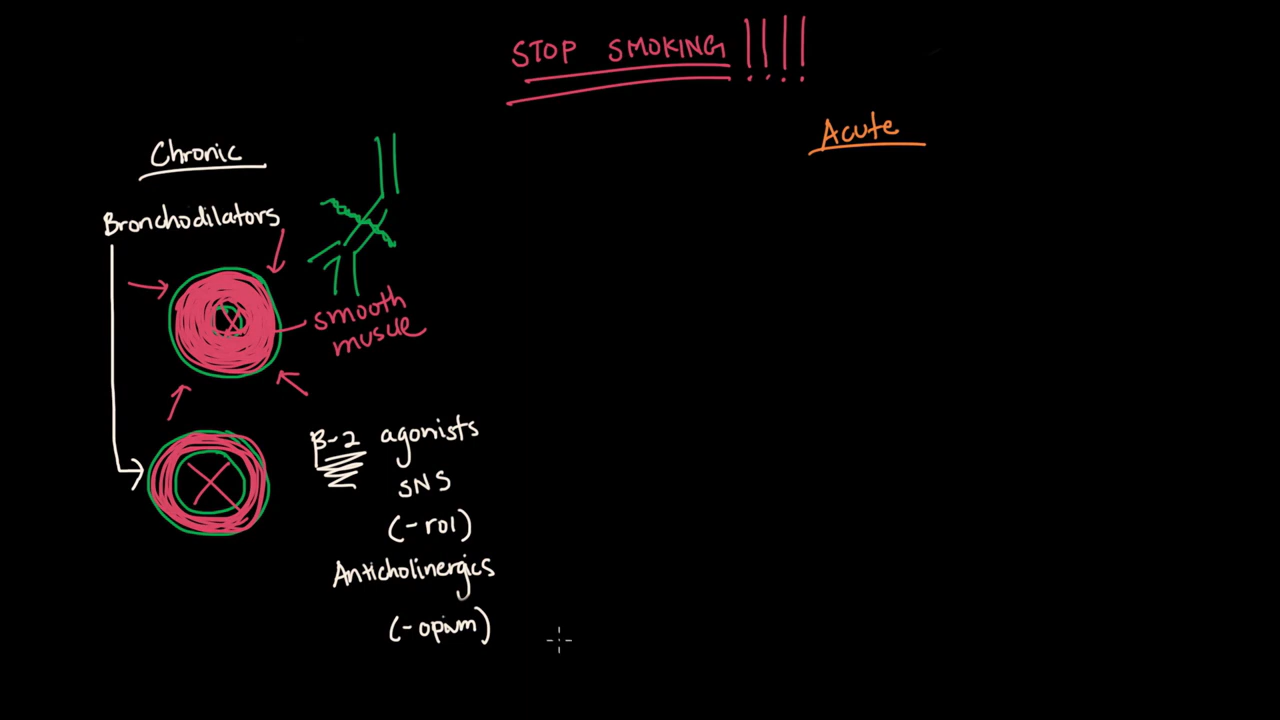 STOP SMOKING !!!!
Acute
Chronic
Bronchodilators
smooth
muscle
β-2 agonists
SNS
(-rol)
Anticholinergics
(-opium)